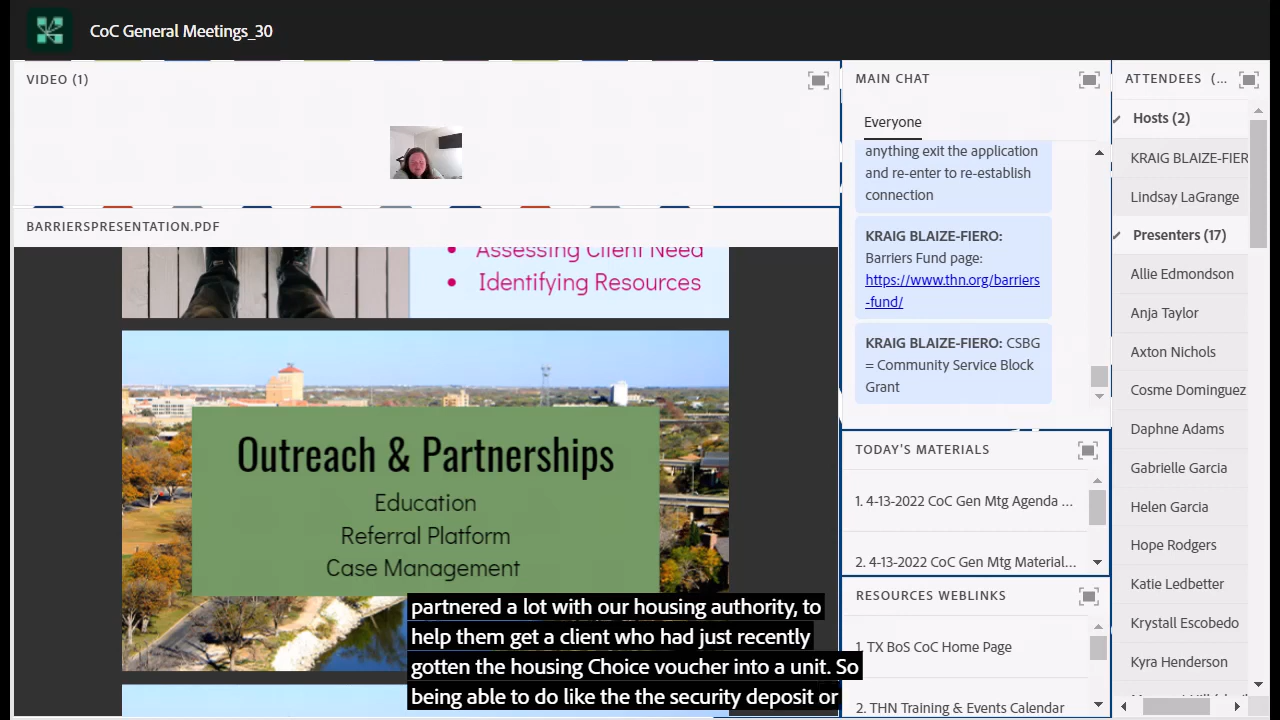 CoC General Meetings_30
VIDEO (1)
BARRIERSPRESENTATION.PDF
• Assessing Client Need
• Identifying Resources
Outreach & Partnerships
Education
Referral Platform
Case Management
partnered a lot with our housing authority, to
help them get a client who had just recently
gotten the housing Choice voucher into a unit. So
being able to do like the the security deposit or
MAIN CHAT
Everyone
anything exit the application
and re-enter to re-establish
connection
KRAIG BLAIZE-FIERO:
Barriers Fund page:
https://www.thn.org/barriers
-fund/
KRAIG BLAIZE-FIERO: CSBG
= Community Service Block
Grant
TODAY'S MATERIALS
1. 4-13-2022 CoC Gen Mtg Agenda ...
2. 4-13-2022 CoC Gen Mtg Material...
RESOURCES WEBLINKS
1. TX BoS CoC Home Page
2. THN Training & Events Calendar
ATTENDEES (...
Hosts (2)
KRAIG BLAIZE-FIER
Lindsay LaGrange
Presenters (17)
Allie Edmondson
Anja Taylor
Axton Nichols
Cosme Dominguez
Daphne Adams
Gabrielle Garcia
Helen Garcia
Hope Rodgers
Katie Ledbetter
Krystall Escobedo
Kyra Henderson